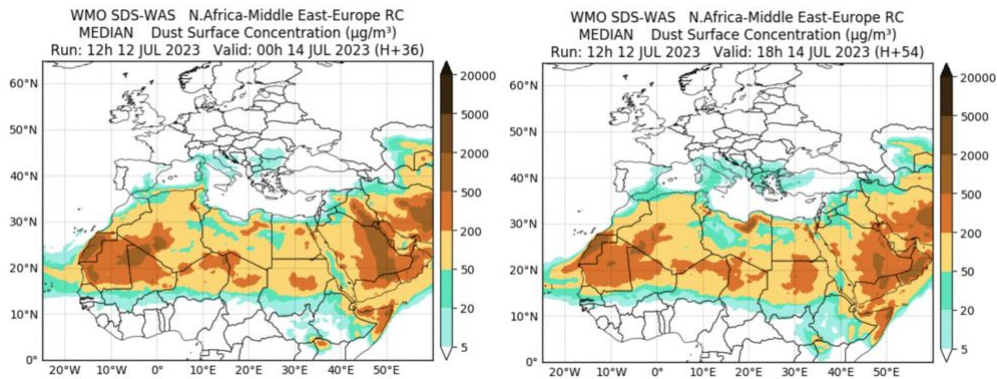 WMO SDS-WAS N.Africa-Middle East-Europe RC
MEDIAN Dust Surface Concentration (µg/m³)
Run: 12h 12 JUL 2023 Valid: 00h 14 JUL 2023 (H+36)
60°N
50°N
40°N
30°N
20°N
10°N
0°
20°W
10°W
0°
10°E
20°E
30°E
40°E
50°E
20000
5000
2000
500
200
50
20
5
WMO SDS-WAS N.Africa-Middle East-Europe RC
MEDIAN Dust Surface Concentration (µg/m³)
Run: 12h 12 JUL 2023 Valid: 18h 14 JUL 2023 (H+54)
60°N
50°N
40°N
30°N
20°N
10°N
0°
20°W
10°W
0°
10°E
20°E
30°E
40°E
50°E
20000
5000
2000
500
200
50
20
5